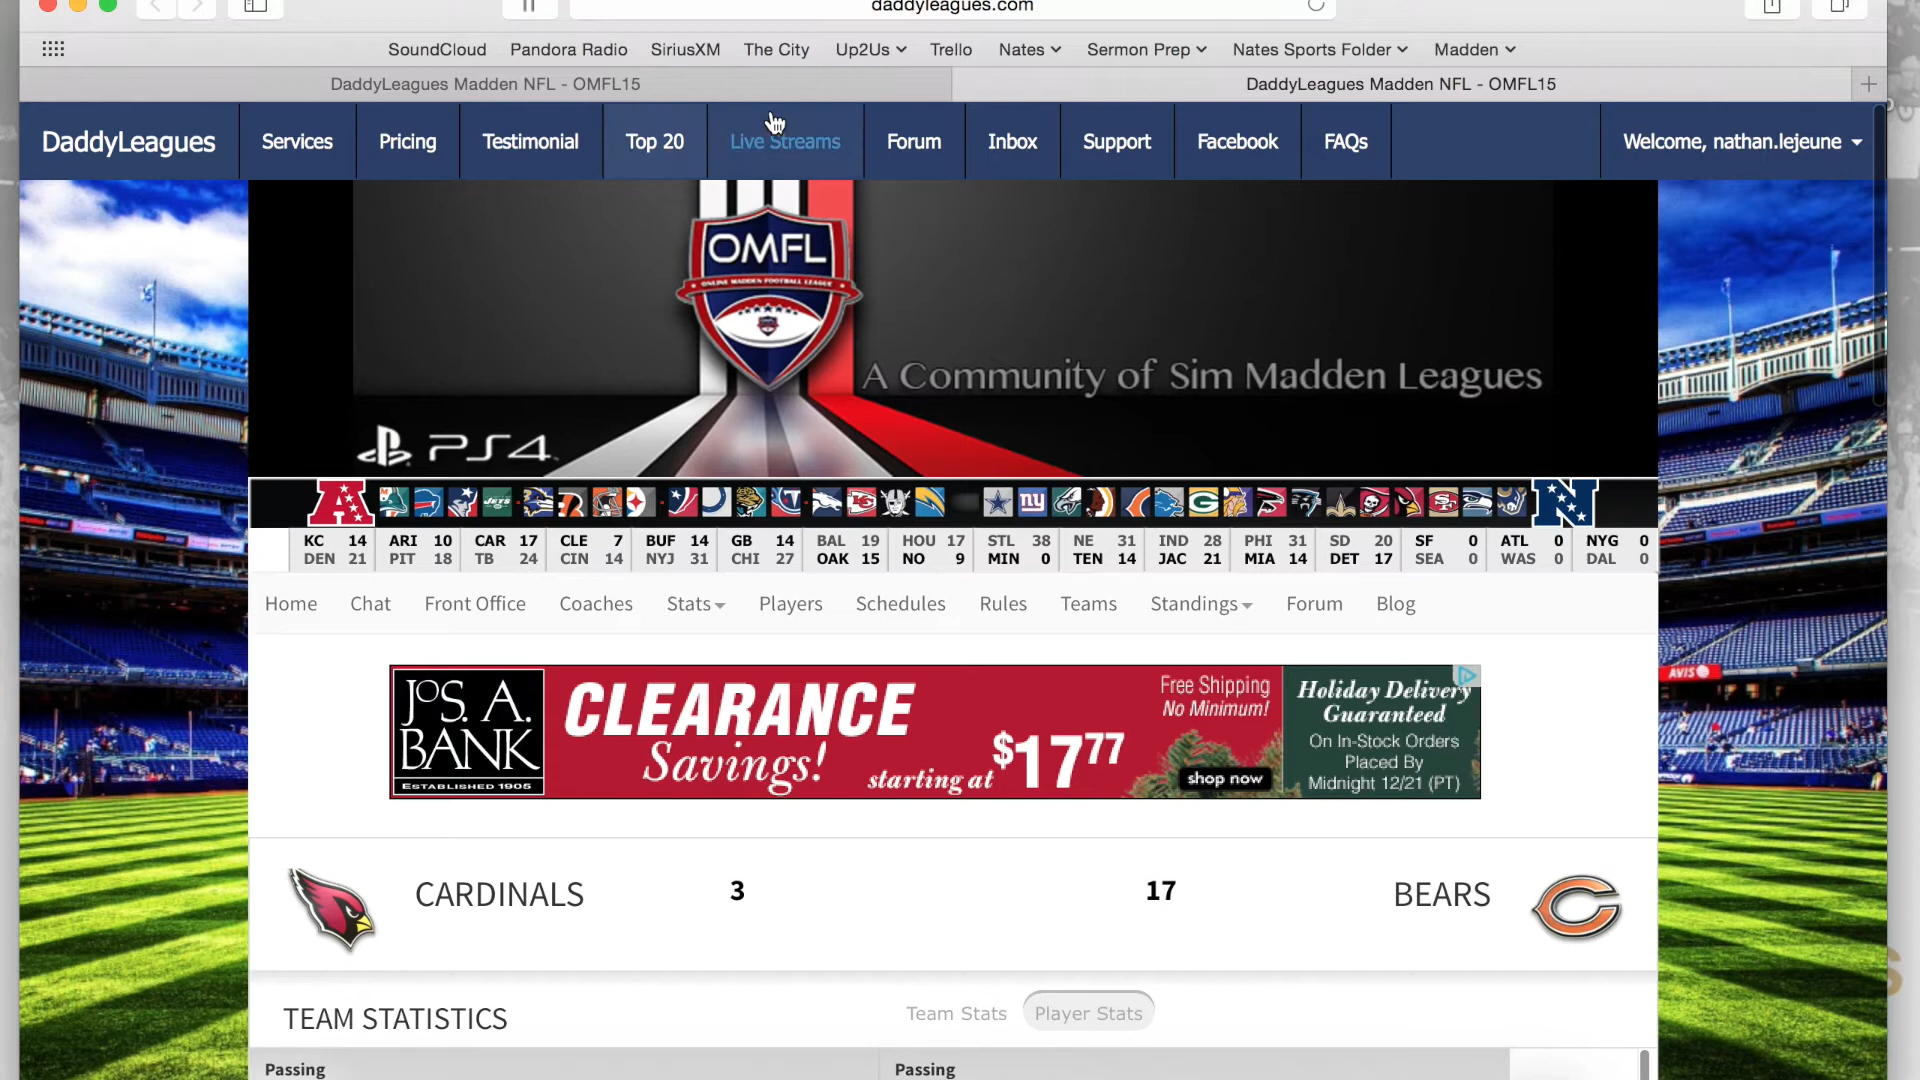 daddyleagues.com
SoundCloud Pandora Radio SiriusXM The City Up2Us Trello Nates Sermon Prep Nates Sports Folder Madden
DaddyLeagues Madden NFL - OMFL15 DaddyLeagues Madden NFL - OMFL15
DaddyLeagues Services Pricing Testimonial Top 20 Live Streams Forum Inbox Support Facebook FAQs Welcome, nathan.lejeune
OMFL
ONLINE MADDEN FOOTBALL LEAGUE
A Community of Sim Madden Leagues
PS4
KC 14 ARI 10 CAR 17 CLE 7 BUF 14 GB 14 BAL 19 HOU 17 STL 38 NE 31 IND 28 PHI 31 SD 20 SF 0 ATL 0 NYG 0
DEN 21 PIT 18 TB 24 CIN 14 NYJ 31 CHI 27 OAK 15 NO 9 MIN 0 TEN 14 JAC 21 MIA 14 DET 17 SEA 0 WAS 0 DAL 0
Home Chat Front Office Coaches Stats Players Schedules Rules Teams Standings Forum Blog
JOS. A. BANK
ESTABLISHED 1905
CLEARANCE
Savings!
starting at $17.77
Free Shipping
No Minimum!
shop now
Holiday Delivery
Guaranteed
On In-Stock Orders
Placed By
Midnight 12/21 (PT)
AVIS
CARDINALS 3 17 BEARS
TEAM STATISTICS Team Stats Player Stats
Passing Passing